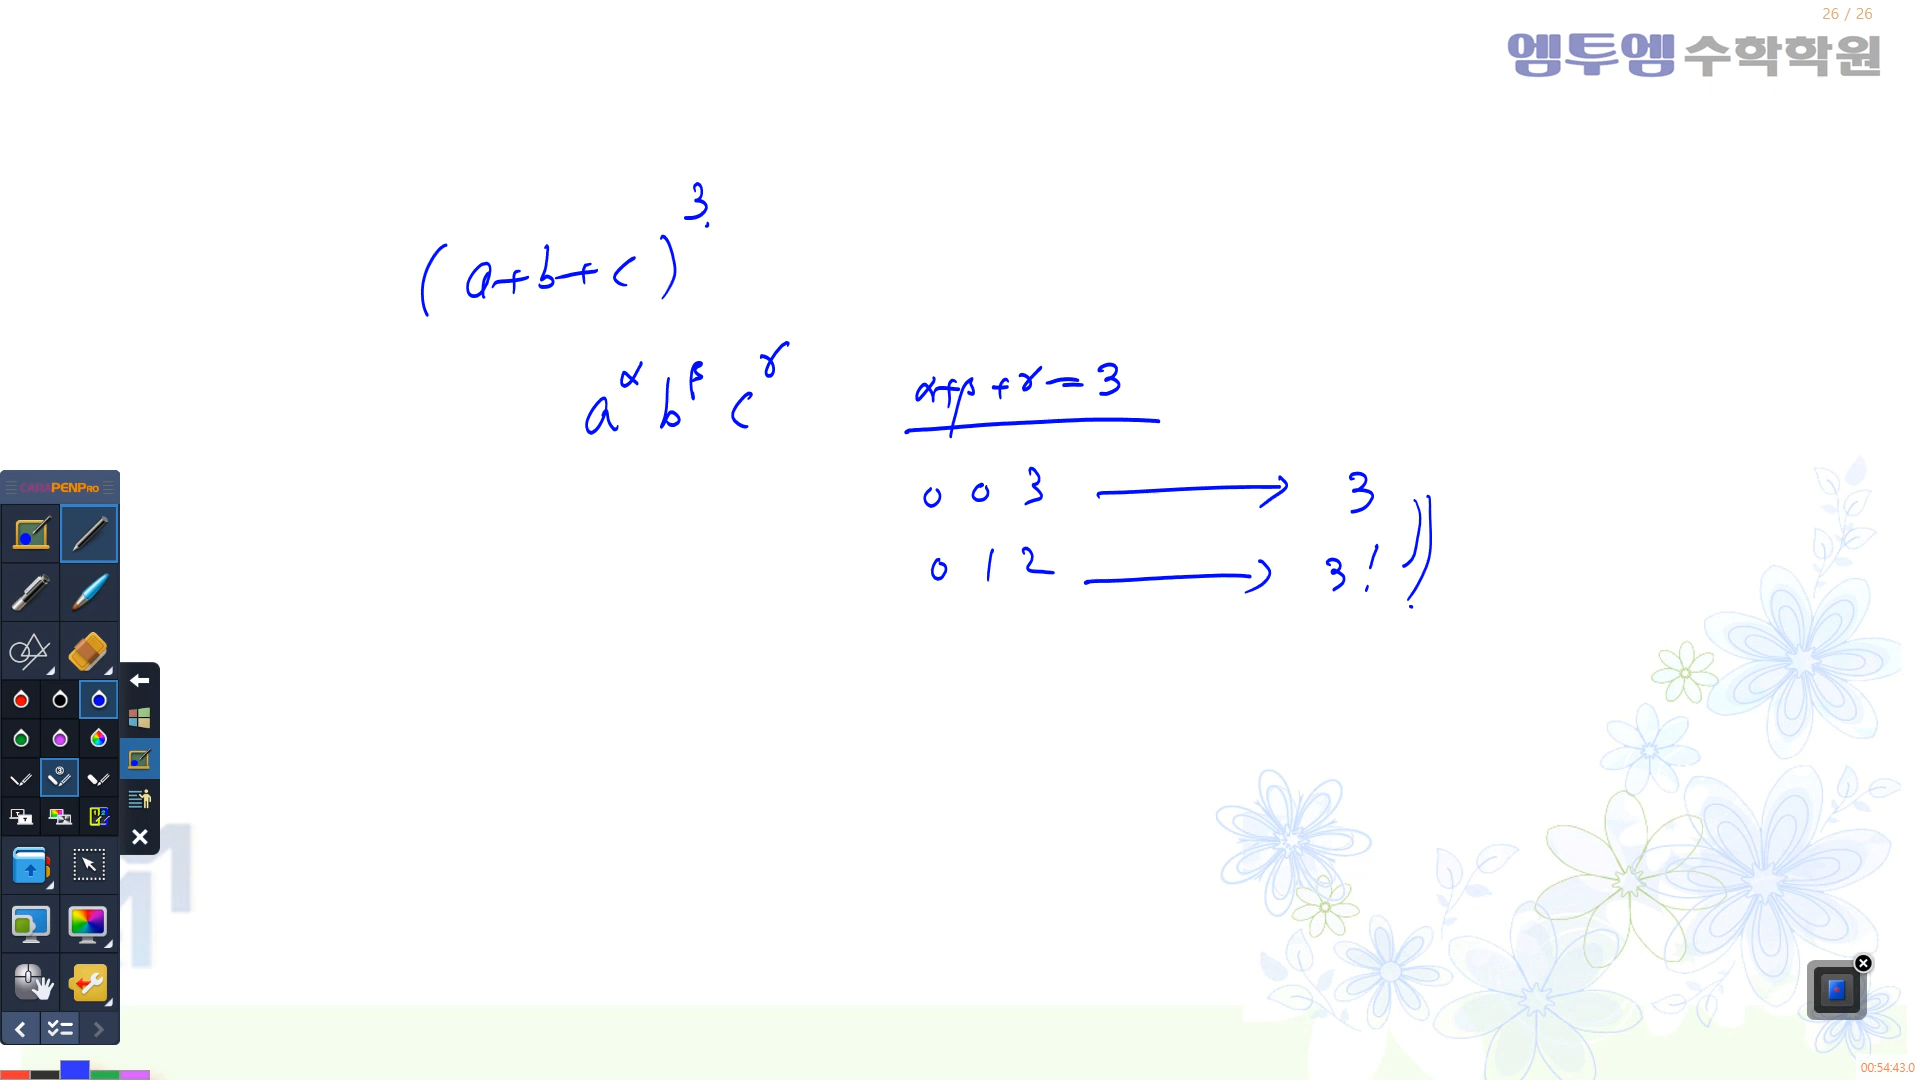 26 / 26
엠투엠 수학학원
(a+b+c)³
a^α b^β c^γ α+β+γ=3
0 0 3 → 3
0 1 2 → 3!
CARAPENPRO
00:54:43.0